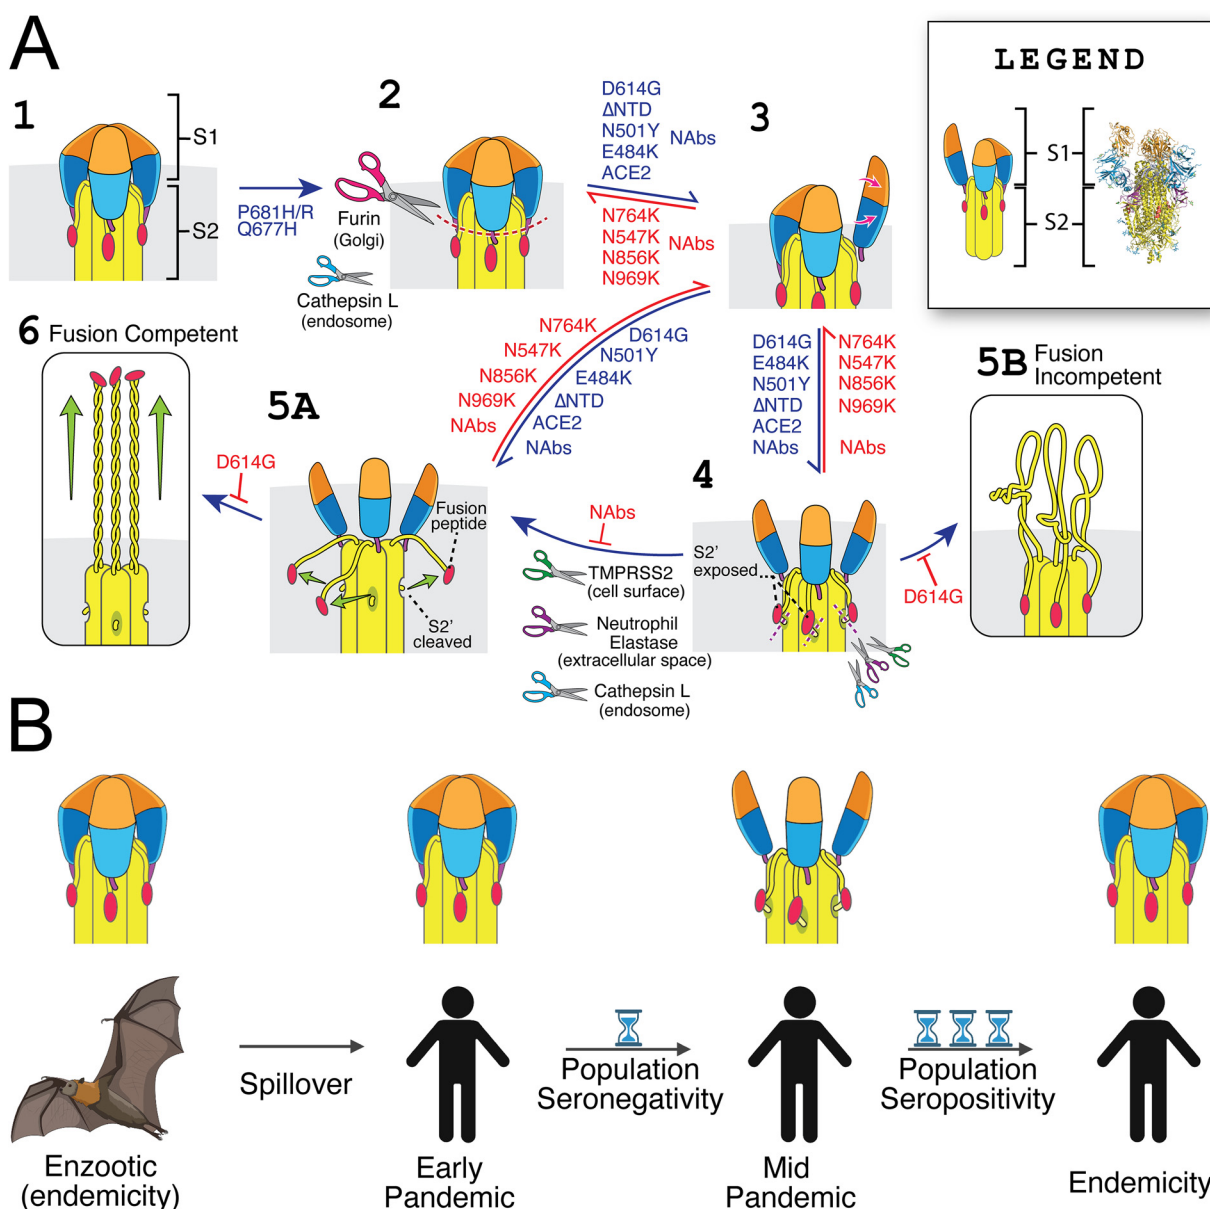 A
1
S1
S2
P681H/R
Q677H
2
Furin
(Golgi)
Cathepsin L
(endosome)
D614G
ΔNTD
N501Y
E484K
ACE2
NAbs
N764K
N547K
N856K
N969K
NAbs
3
LEGEND
S1
S2
6 Fusion Competent
D614G
5A
N764K
N547K
N856K
N969K
NAbs
D614G
N501Y
E484K
ΔNTD
ACE2
NAbs
Fusion
peptide
S2'
cleaved
D614G
E484K
N501Y
ΔNTD
ACE2
NAbs
N764K
N547K
N856K
N969K
NAbs
4
S2'
exposed
NAbs
TMPRSS2
(cell surface)
Neutrophil
Elastase
(extracellular space)
Cathepsin L
(endosome)
D614G
5B Fusion
Incompetent
B
Spillover
Population
Seronegativity
Population
Seropositivity
Enzootic
(endemicity)
Early
Pandemic
Mid
Pandemic
Endemicity